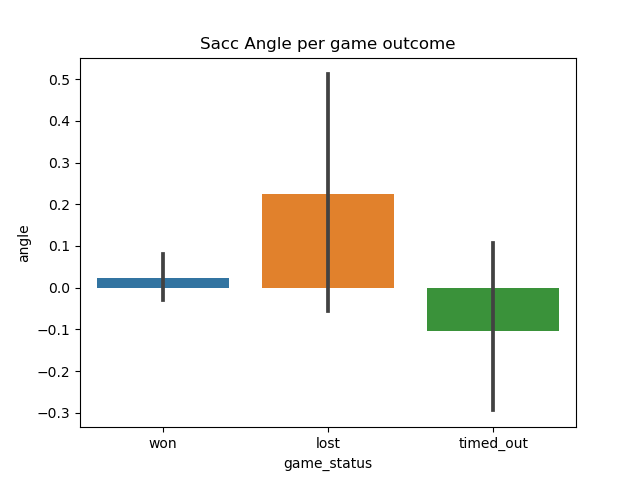 Sacc Angle per game outcome
0.5
0.4
0.3
0.2
0.1
0.0
−0.1
−0.2
−0.3
angle
won lost timed_out
game_status